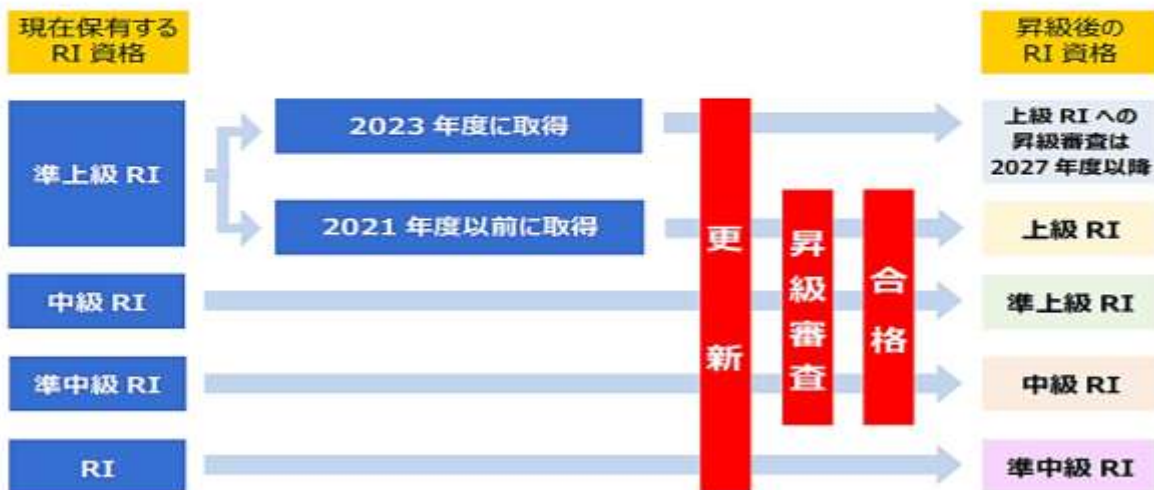 現在保有する
RI 資格
昇級後の
RI 資格
準上級 RI
2023 年度に取得
上級 RI への
昇級審査は
2027 年度以降
2021 年度以前に取得
上級 RI
中級 RI
準上級 RI
準中級 RI
中級 RI
RI
準中級 RI
更新
昇級審査
合格